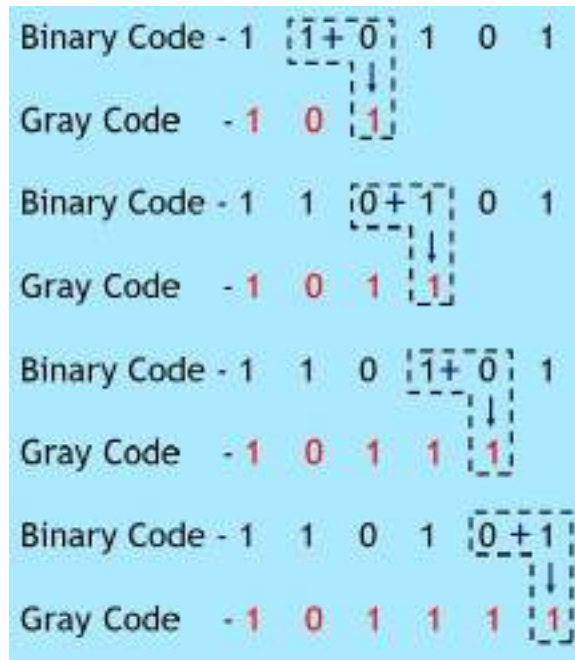 Binary Code - 1 1 + 0 1 0 1
Gray Code - 1 0 1
Binary Code - 1 1 0 + 1 0 1
Gray Code - 1 0 1 1
Binary Code - 1 1 0 1 + 0 1
Gray Code - 1 0 1 1 1
Binary Code - 1 1 0 1 0 + 1
Gray Code - 1 0 1 1 1 1